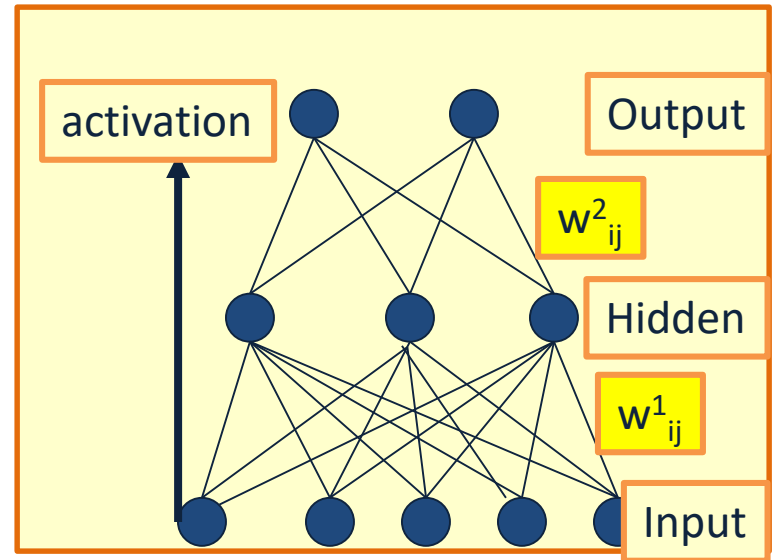 activation
Output
w²ᵢⱼ
Hidden
w¹ᵢⱼ
Input